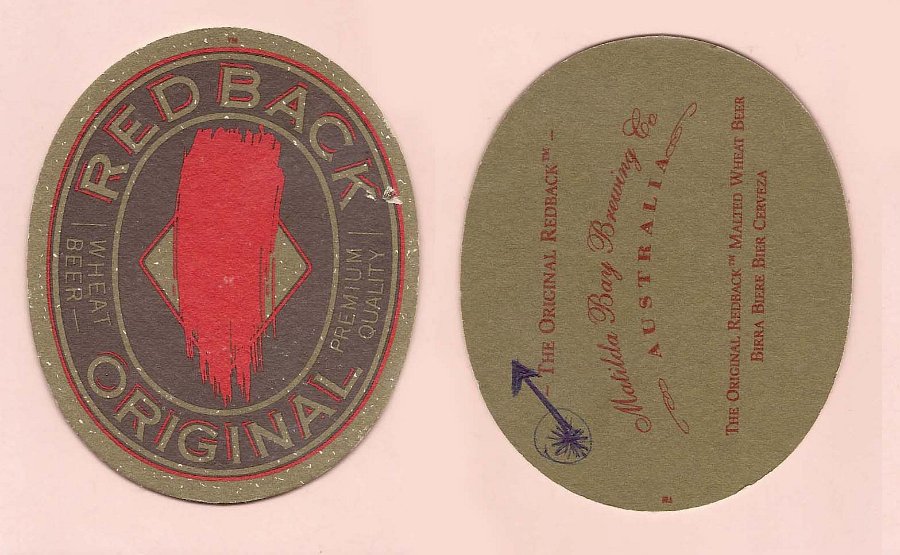 REDBACK
WHEAT
BEER
PREMIUM
QUALITY
ORIGINAL
– THE ORIGINAL REDBACK™ –
Matilda Bay Brewing Co
AUSTRALIA
THE ORIGINAL REDBACK™ MALTED WHEAT BEER
BIRRA BIERE BIER CERVEZA